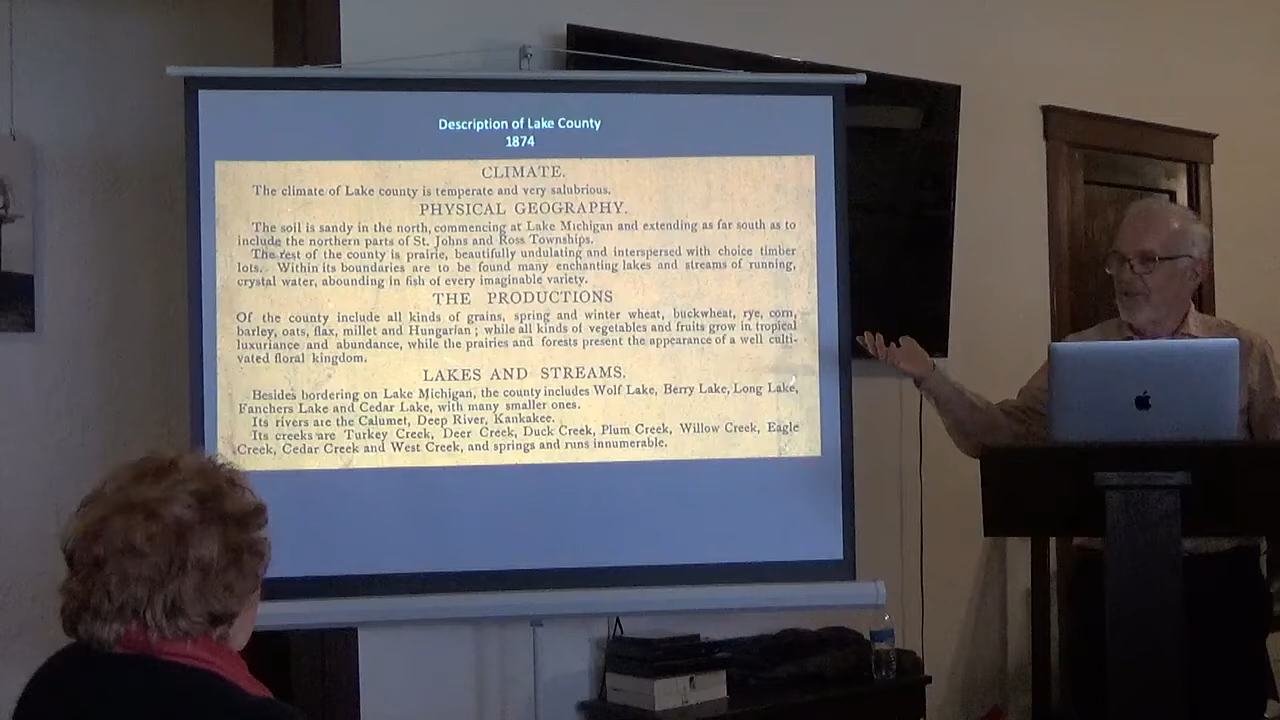 Description of Lake County
1874
CLIMATE.
The climate of Lake county is temperate and very salubrious.
PHYSICAL GEOGRAPHY.
The soil is sandy in the north, commencing at Lake Michigan and extending as far south as to
include the northern parts of St. Johns and Ross Townships.
The rest of the county is prairie, beautifully undulating and interspersed with choice timber
lots. Within its boundaries are to be found many enchanting lakes and streams of running,
crystal water, abounding in fish of every imaginable variety.
THE PRODUCTIONS
Of the county include all kinds of grains, spring and winter wheat, buckwheat, rye, corn,
barley, oats, flax, millet and Hungarian; while all kinds of vegetables and fruits grow in tropical
luxuriance and abundance, while the prairies and forests present the appearance of a well culti-
vated floral kingdom.
LAKES AND STREAMS.
Besides bordering on Lake Michigan, the county includes Wolf Lake, Berry Lake, Long Lake,
Fanchers Lake and Cedar Lake, with many smaller ones.
Its rivers are the Calumet, Deep River, Kankakee.
Its creeks are Turkey Creek, Deer Creek, Duck Creek, Plum Creek, Willow Creek, Eagle
Creek, Cedar Creek and West Creek, and springs and runs innumerable.